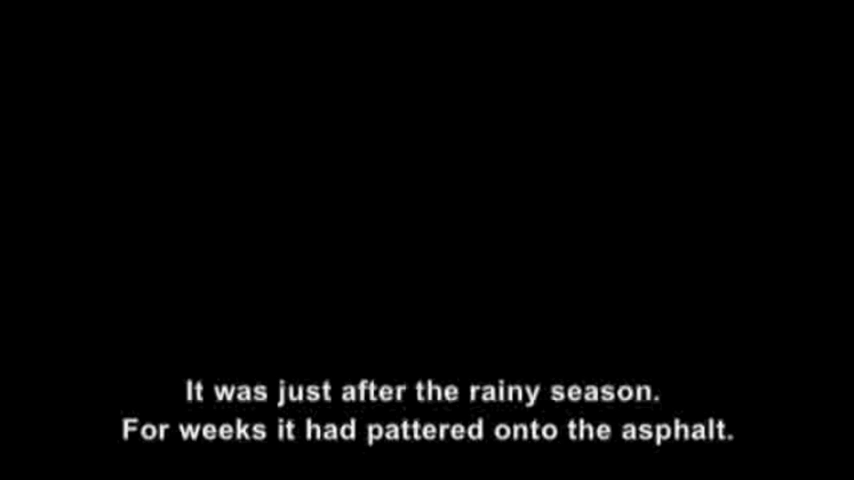 It was just after the rainy season.
For weeks it had pattered onto the asphalt.